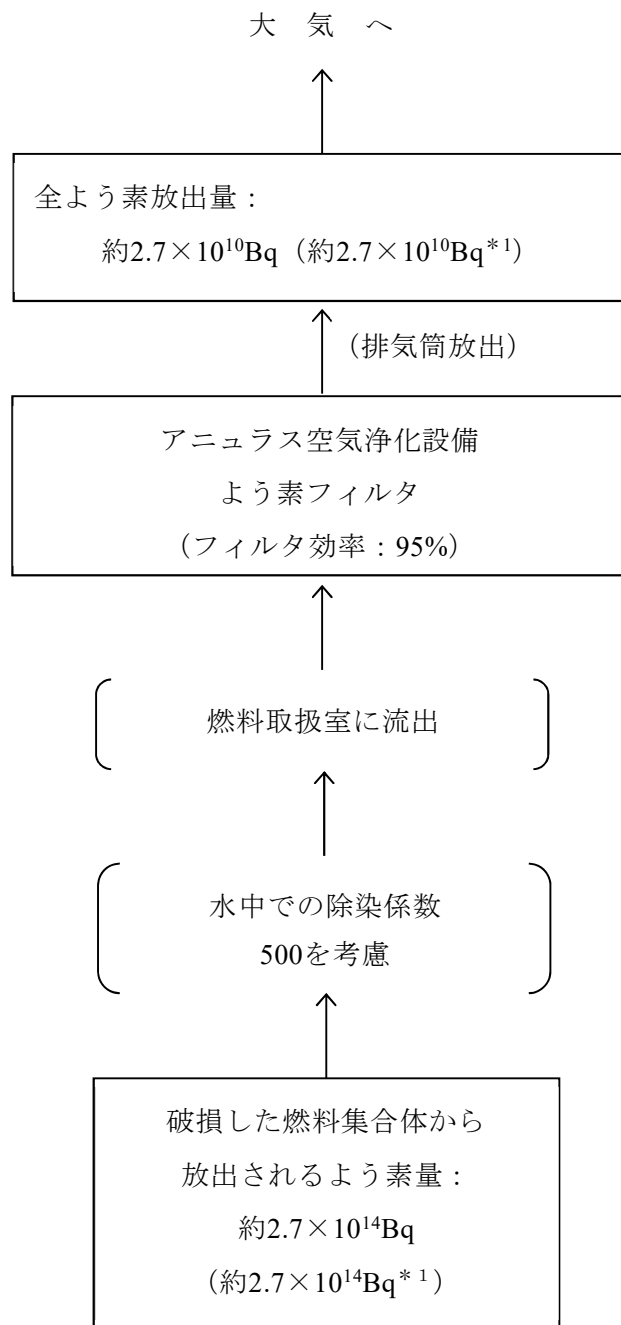 大 気 へ
全よう素放出量：
約2.7×10¹⁰Bq（約2.7×10¹⁰Bq*¹）
（排気筒放出）
アニュラス空気浄化設備
よう素フィルタ
（フィルタ効率：95%）
燃料取扱室に流出
水中での除染係数
500を考慮
破損した燃料集合体から
放出されるよう素量：
約2.7×10¹⁴Bq
（約2.7×10¹⁴Bq*¹）